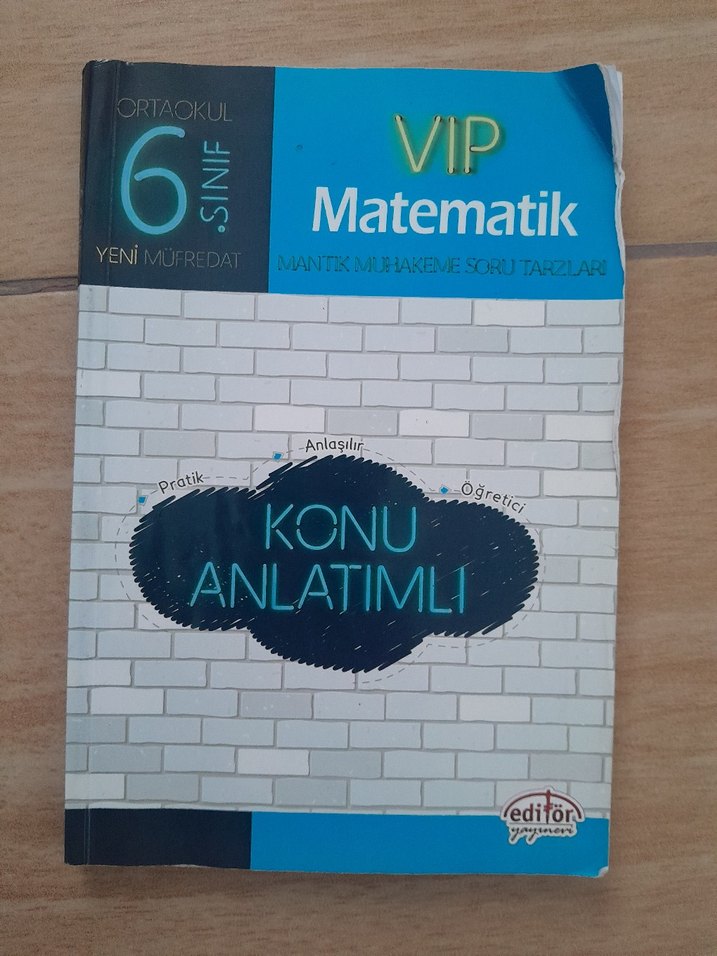 ORTAOKUL
6.SINIF
YENİ MÜFREDAT
VIP
Matematik
MANTIK MUHAKEME SORU TARZLARI
Pratik
Anlaşılır
Öğretici
KONU
ANLATIMLI
editör
yayınevi